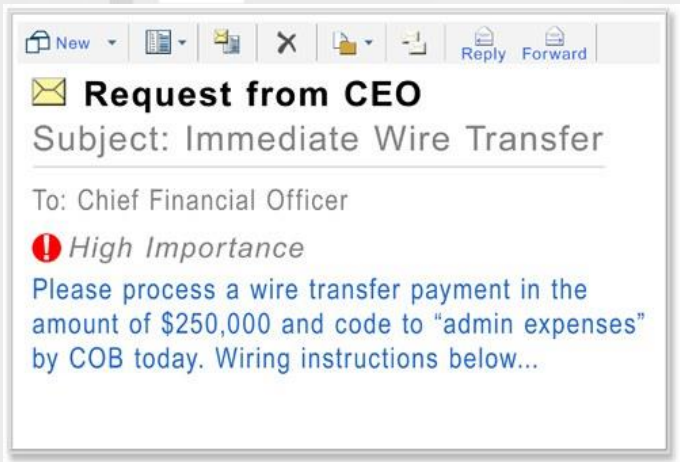 New
Reply Forward
Request from CEO
Subject: Immediate Wire Transfer
To: Chief Financial Officer
High Importance
Please process a wire transfer payment in the
amount of $250,000 and code to “admin expenses”
by COB today. Wiring instructions below...